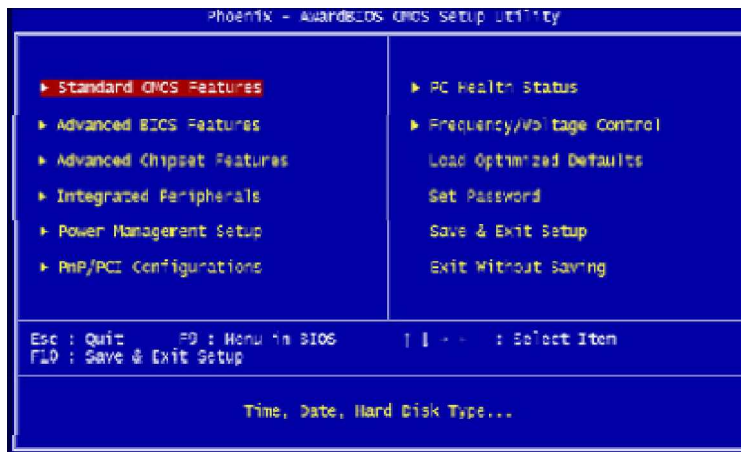 Phoenix - AwardBIOS CMOS Setup Utility
▶ Standard CMOS Features
▶ Advanced BIOS Features
▶ Advanced Chipset Features
▶ Integrated Peripherals
▶ Power Management Setup
▶ PnP/PCI Configurations
▶ PC Health Status
▶ Frequency/Voltage Control
Load Optimized Defaults
Set Password
Save & Exit Setup
Exit Without Saving
Esc : Quit F9 : Menu in BIOS ↑ ↓ → ← : Select Item
F10 : Save & Exit Setup
Time, Date, Hard Disk Type...